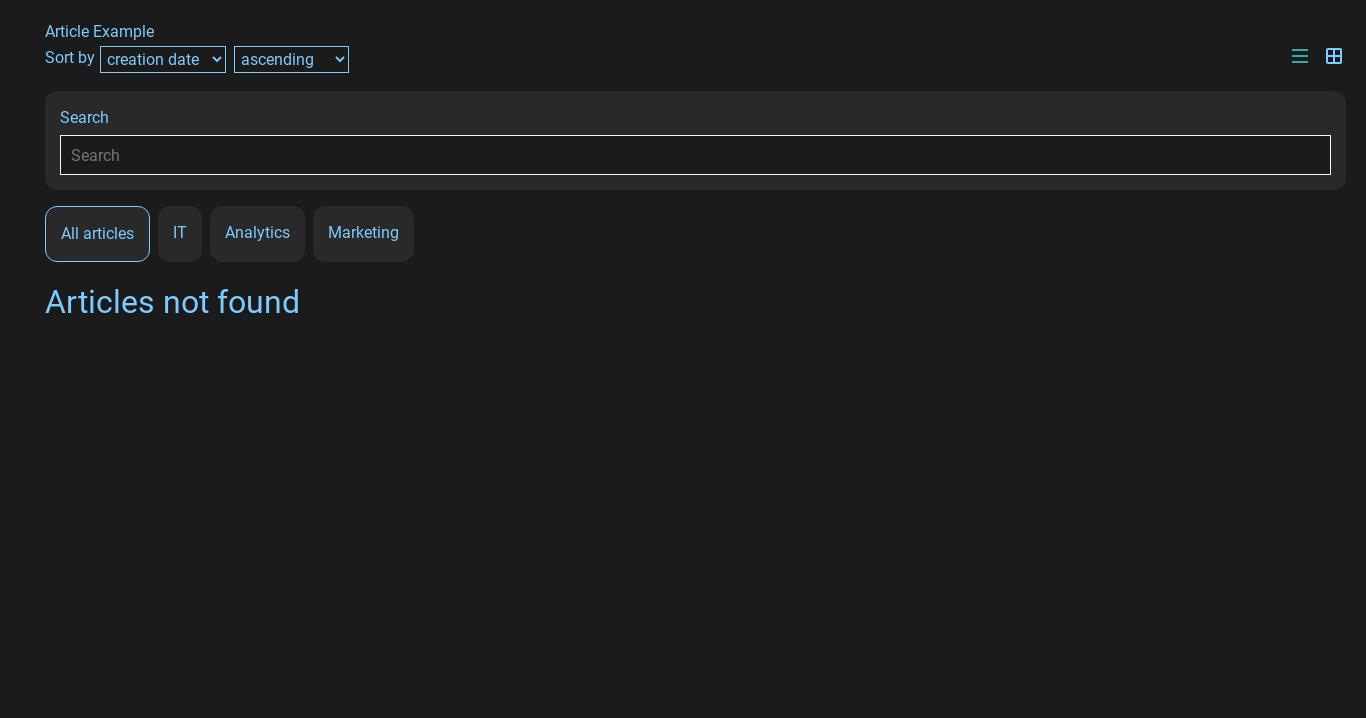 Article Example
Sort by creation date ascending
Search
Search
All articles IT Analytics Marketing
Articles not found